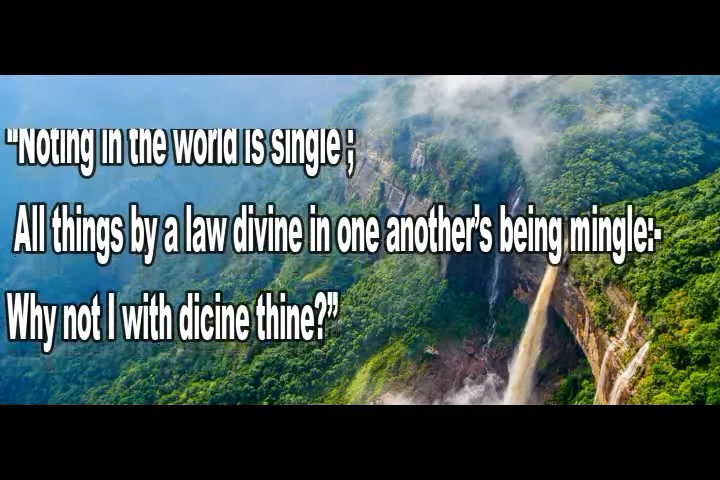 "Noting in the world is single ;
All things by a law divine in one another's being mingle:-
Why not I with dicine thine?"